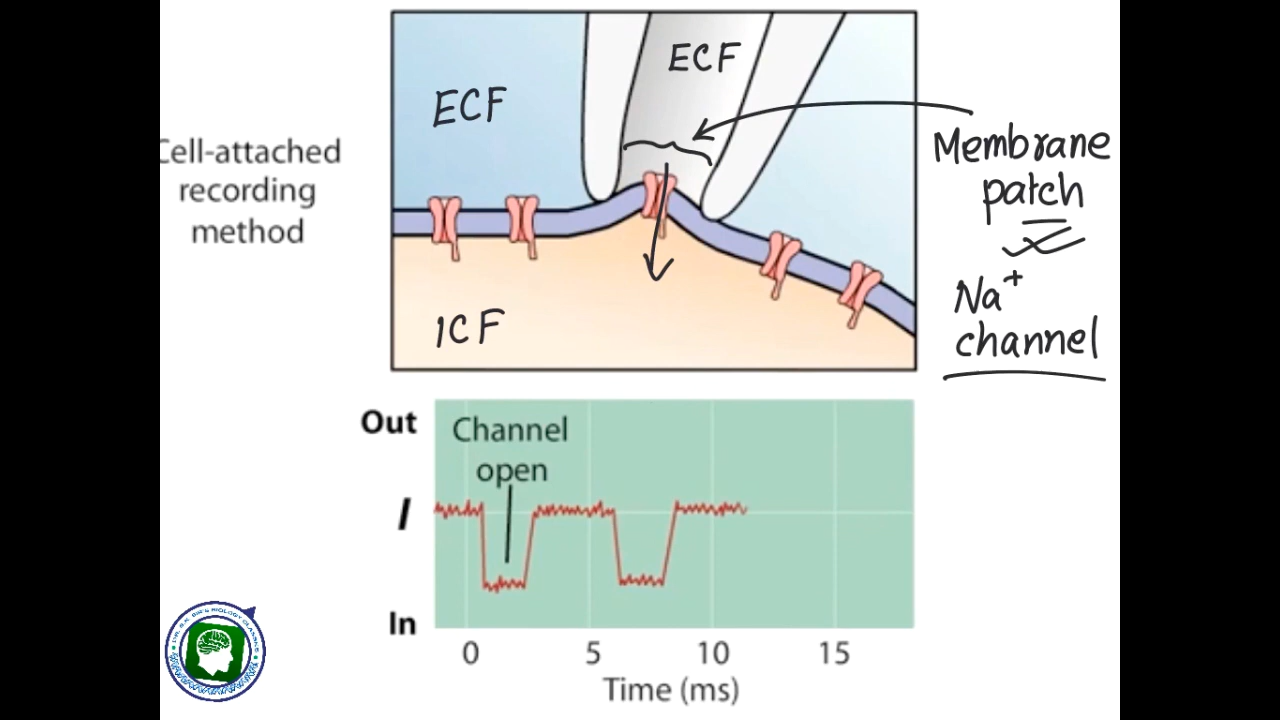 ECF
ECF
Cell-attached
recording
method
Membrane
patch
Na+
channel
ICF
Out
Channel
open
I
In
0 5 10 15
Time (ms)